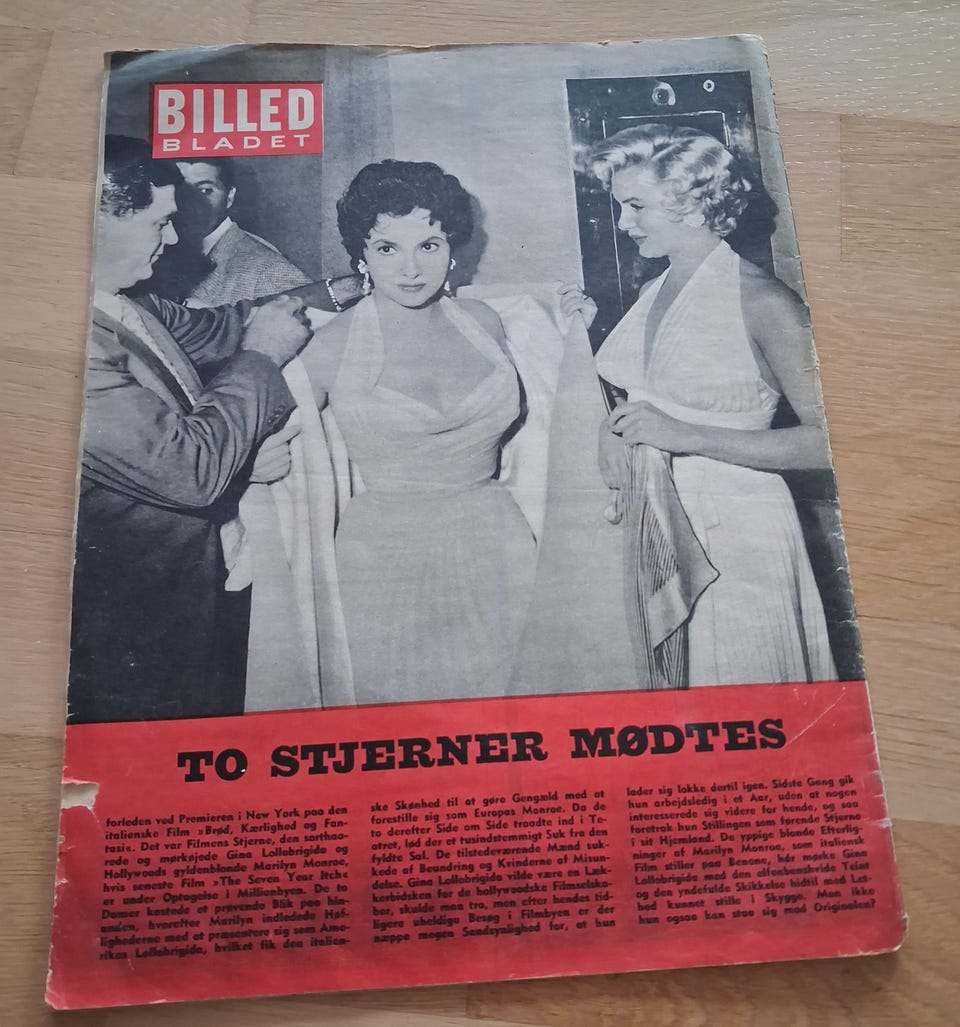 BILLED
BLADET
TO STJERNER MØDTES
forleden ved Premieren i New York paa den
italienske Film »Brød, Kærlighed og Fan-
tasi«. Det var Filmens Stjerne, den sorthaa-
rede og mørkøjede Gina Lollobrigida og
Hollywoods gyldenblonde Marilyn Monroe,
hvis seneste Film »The Seven Year Itch«
er under Optagelse i Millionbyen. De to
Damer kastede et prøvende Blik paa hin-
anden, hvorefter Marilyn indledede Høf-
lighederne med at præsentere sig som Ame-
rikas Lollobrigida, hvilket fik den italien-
ske Skønhed til at gøre Gengæld med at
forestille sig som Europas Monroe. Da de
to derefter Side om Side traadte ind i Te-
atret, lød der et tusindstemmigt Suk fra den
fyldte Sal. De tilstedeværende Mænd suk-
kede af Beundring og Kvinderne af Misun-
delse. Gina Lollobrigida vilde være en Læk-
kerbidsken for de hollywoodske Filmselska-
ber, skulde man tro, men efter hendes tid-
ligere uheldige Besøg i Filmbyen er der
næppe megen Sandsynlighed for, at hun
lader sig lokke dertil igen. Sidste Gang gik
hun arbejdsledig i et Aar, uden at nogen
interesserede sig videre for hende, og saa
foretrak hun Stillingen som førende Stjerne
i sit Hjemland. De yppige blonde Efterlig-
ninger af Marilyn Monroe, som italiensk
Film stiller paa Benene, har mørke Gina
Lollobrigida med den elfenbenshvide Teint
og den yndefulde Skikkelse hidtil med Let-
hed kunnet stille i Skygge. Mon ikke
hun ogsaa kan staa sig mod Originalen?